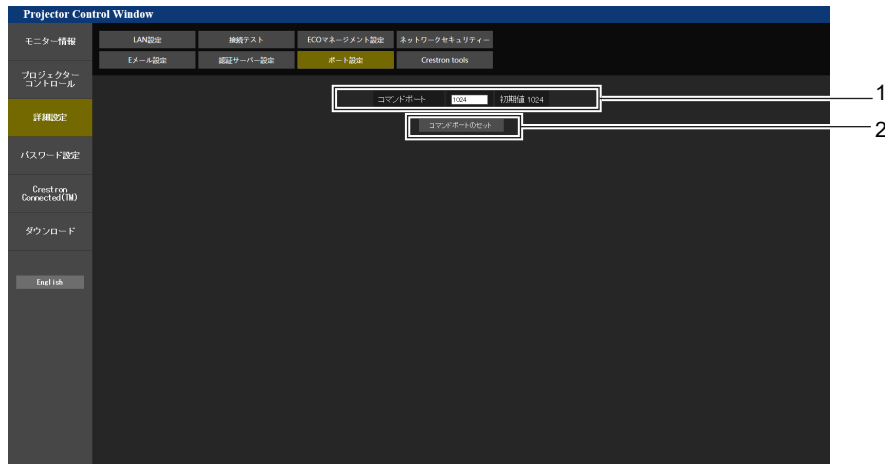 Projector Control Window
モニター情報
プロジェクター
コントロール
詳細設定
パスワード設定
Crestron
Connected(TM)
ダウンロード
English
LAN設定
接続テスト
ECOマネージメント設定
ネットワークセキュリティー
Eメール設定
認証サーバー設定
ポート設定
Crestron tools
コマンドポート 1024 初期値 1024
コマンドポートのセット
1
2